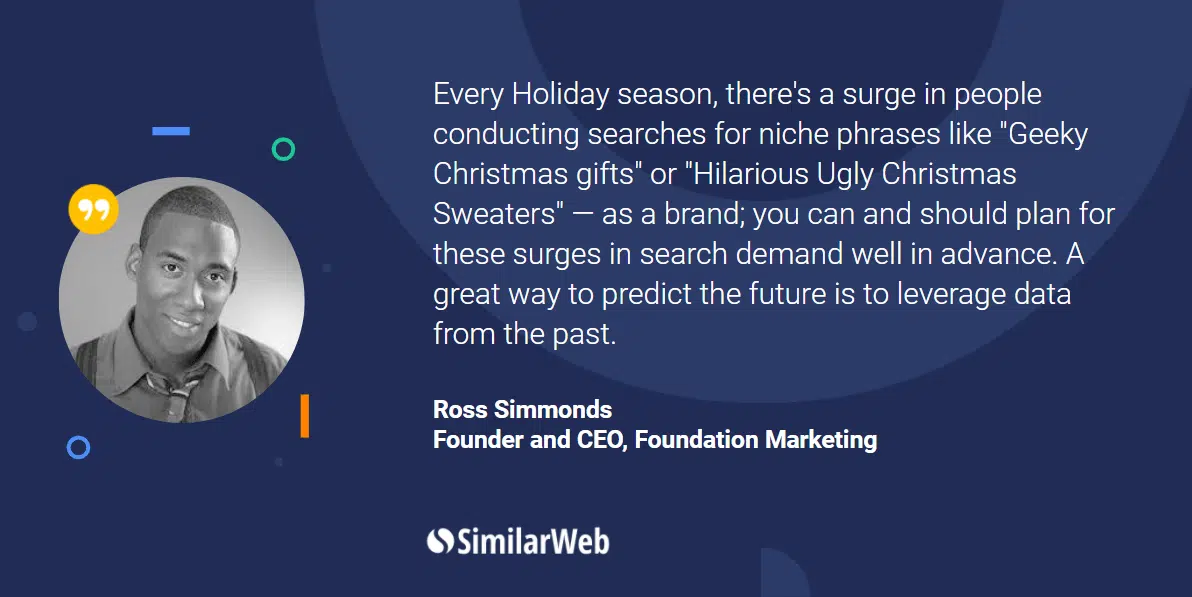 Every Holiday season, there's a surge in people
conducting searches for niche phrases like "Geeky
Christmas gifts" or "Hilarious Ugly Christmas
Sweaters" — as a brand; you can and should plan for
these surges in search demand well in advance. A
great way to predict the future is to leverage data
from the past.
Ross Simmonds
Founder and CEO, Foundation Marketing
SimilarWeb